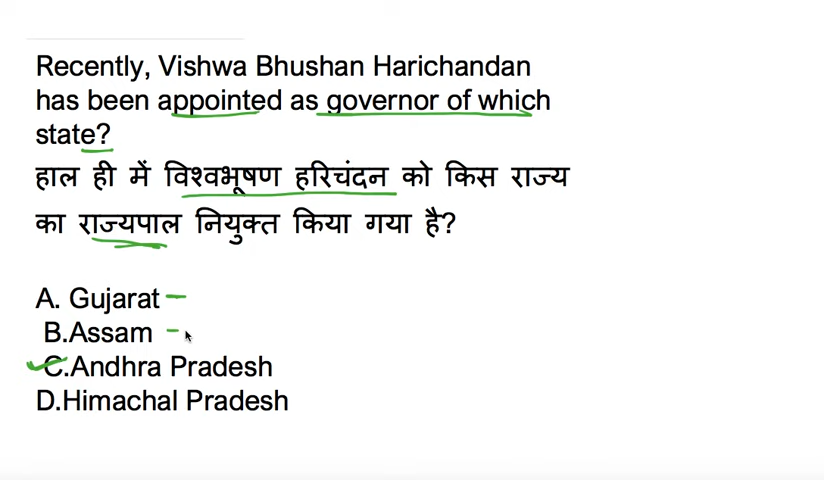 Recently, Vishwa Bhushan Harichandan
has been appointed as governor of which
state?
हाल ही में विश्वभूषण हरिचंदन को किस राज्य
का राज्यपाल नियुक्त किया गया है?
A. Gujarat
B.Assam
C.Andhra Pradesh
D.Himachal Pradesh